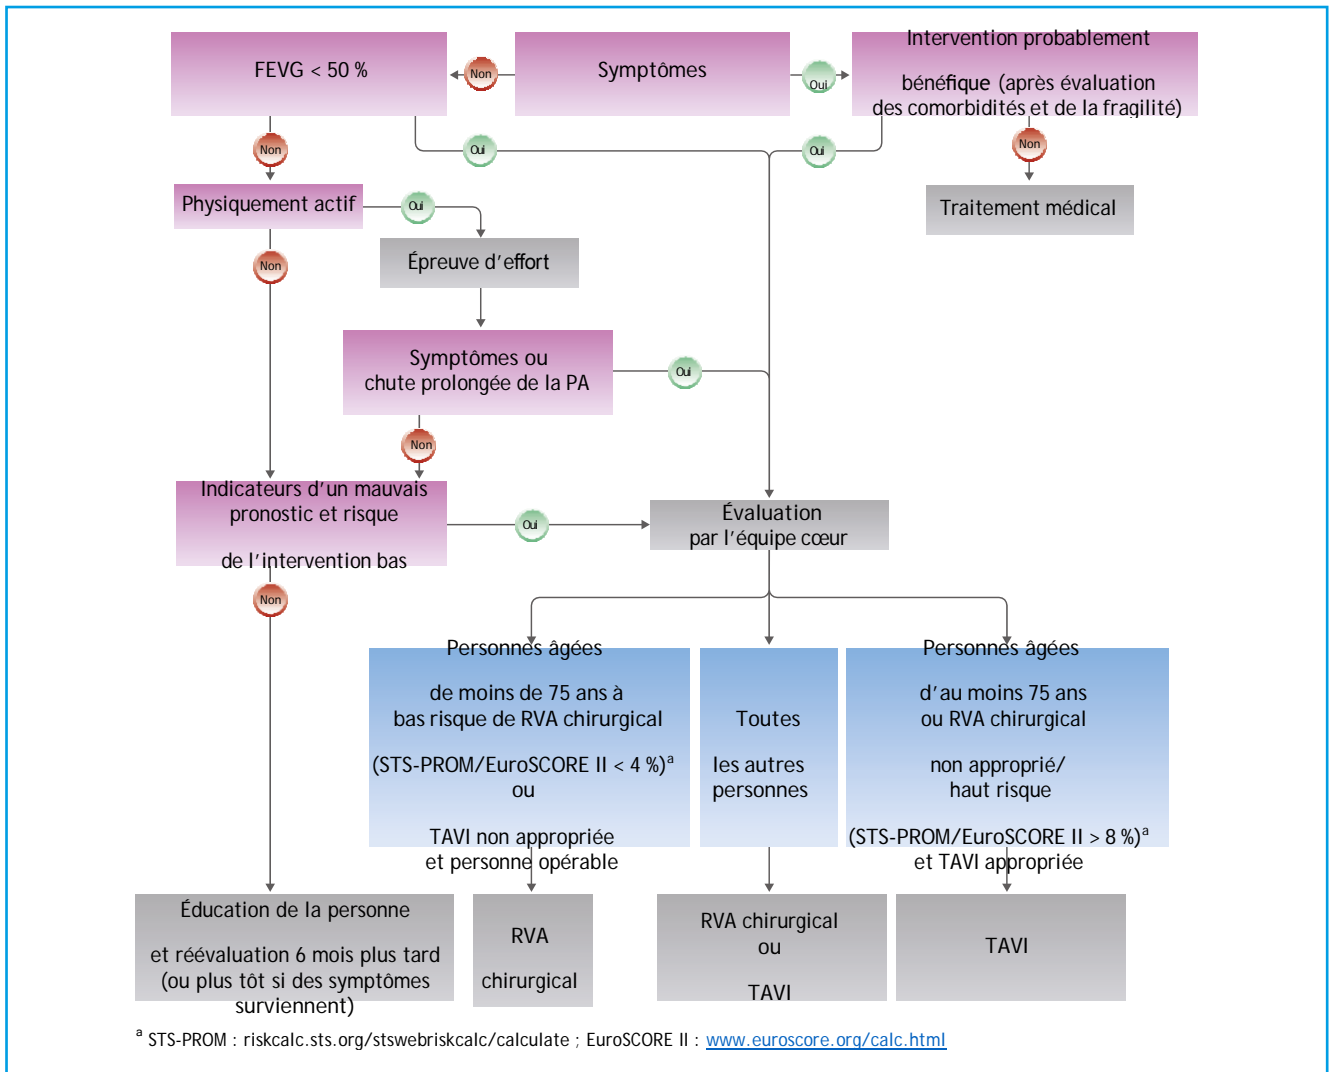 FEVG < 50 %
Non
Symptômes
Oui
Intervention probablement
bénéfique (après évaluation
des comorbidités et de la fragilité)
Non
Oui
Oui
Non
Physiquement actif
Oui
Traitement médical
Non
Épreuve d'effort
Symptômes ou
chute prolongée de la PA
Oui
Non
Indicateurs d'un mauvais
pronostic et risque
de l'intervention bas
Oui
Évaluation
par l'équipe cœur
Non
Personnes âgées
de moins de 75 ans à
bas risque de RVA chirurgical
(STS-PROM/EuroSCORE II < 4 %)a
ou
TAVI non appropriée
et personne opérable
Toutes
les autres
personnes
Personnes âgées
d'au moins 75 ans
ou RVA chirurgical
non approprié/
haut risque
(STS-PROM/EuroSCORE II > 8 %)a
et TAVI appropriée
Éducation de la personne
et réévaluation 6 mois plus tard
(ou plus tôt si des symptômes
surviennent)
RVA
chirurgical
RVA chirurgical
ou
TAVI
TAVI
a STS-PROM : riskcalc.sts.org/stswebriskcalc/calculate ; EuroSCORE II : www.euroscore.org/calc.html